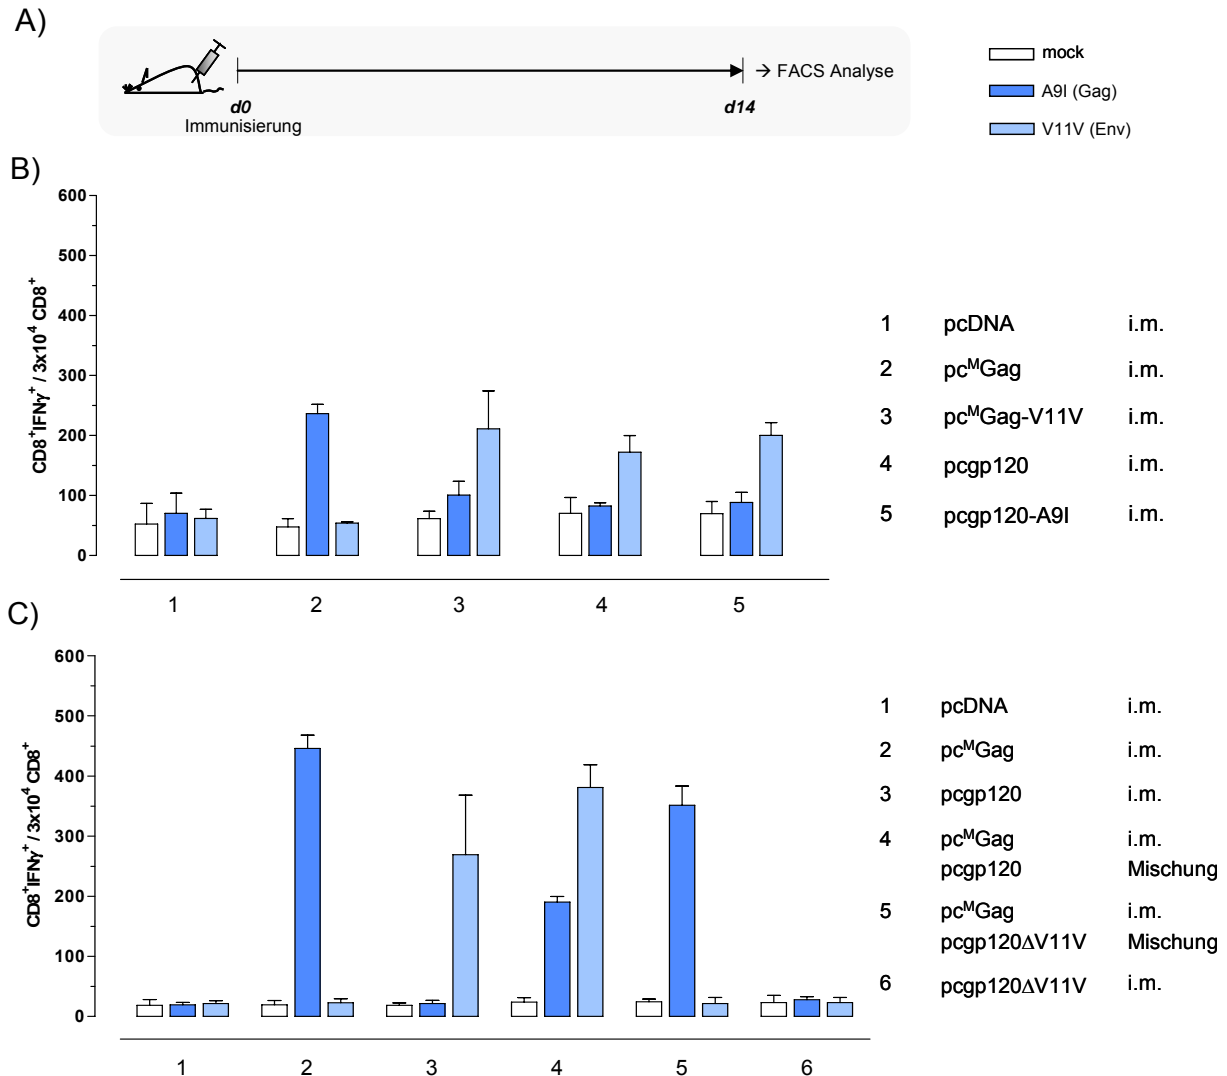 A)
→ FACS Analyse
d0
d14
Immunisierung
mock
A9I (Gag)
V11V (Env)
B)
600
500
400
300
200
100
0
CD8+IFNγ+ / 3x10⁴ CD8+
1 2 3 4 5
1 pcDNA i.m.
2 pcᴹGag i.m.
3 pcᴹGag-V11V i.m.
4 pcgp120 i.m.
5 pcgp120-A9I i.m.
C)
600
500
400
300
200
100
0
CD8+IFNγ+ / 3x10⁴ CD8+
1 2 3 4 5 6
1 pcDNA i.m.
2 pcᴹGag i.m.
3 pcgp120 i.m.
4 pcᴹGag i.m.
pcgp120 Mischung
5 pcᴹGag i.m.
pcgp120ΔV11V Mischung
6 pcgp120ΔV11V i.m.